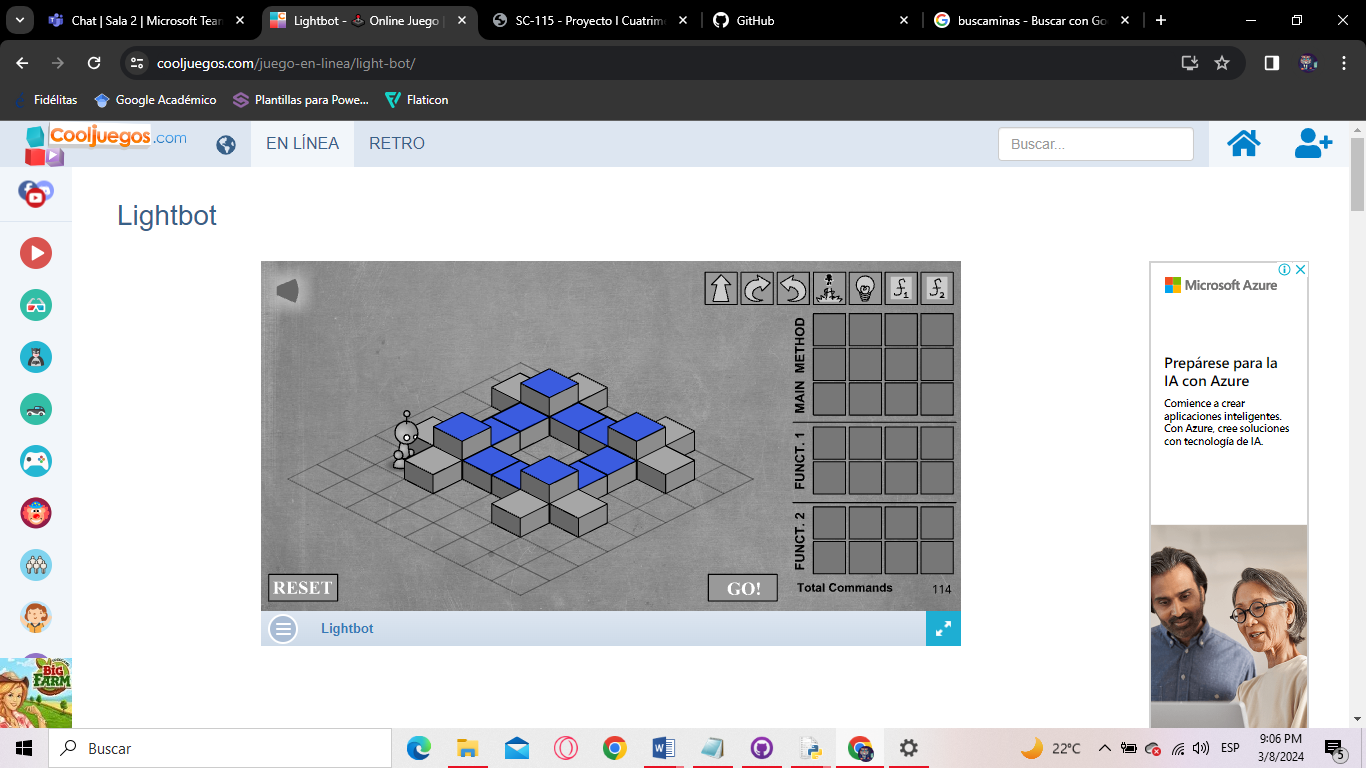 Chat | Sala 2 | Microsoft Team
Lightbot - Online Juego |
SC-115 - Proyecto I Cuatrime
GitHub
buscaminas - Buscar con Go
cooljuegos.com/juego-en-linea/light-bot/
Fidélitas
Google Académico
Plantillas para Powe...
Flaticon
Cooljuegos.com
EN LÍNEA
RETRO
Buscar...
Lightbot
f1
f2
MAIN METHOD
FUNCT. 1
FUNCT. 2
RESET
GO!
Total Commands
114
Lightbot
Microsoft Azure
Prepárese para la
IA con Azure
Comience a crear
aplicaciones inteligentes.
Con Azure, cree soluciones
con tecnología de IA.
BIG
FARM
Buscar
22°C
ESP
9:06 PM
3/8/2024
5